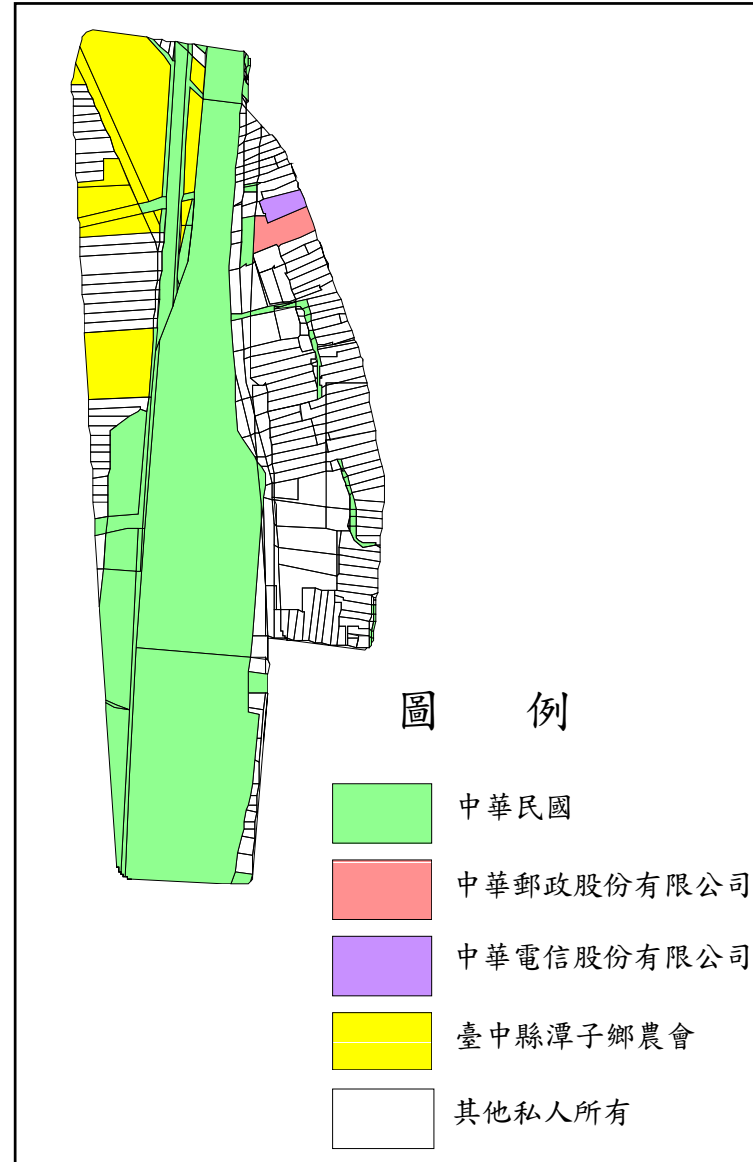 圖 例
中華民國
中華郵政股份有限公司
中華電信股份有限公司
臺中縣潭子鄉農會
其他私人所有